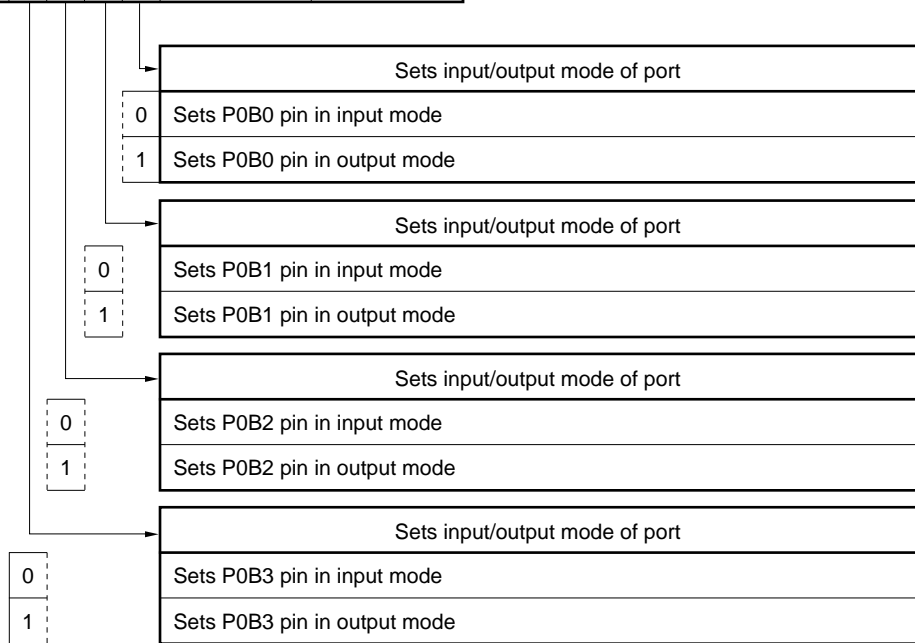 Sets input/output mode of port
0 Sets P0B0 pin in input mode
1 Sets P0B0 pin in output mode
Sets input/output mode of port
0 Sets P0B1 pin in input mode
1 Sets P0B1 pin in output mode
Sets input/output mode of port
0 Sets P0B2 pin in input mode
1 Sets P0B2 pin in output mode
Sets input/output mode of port
0 Sets P0B3 pin in input mode
1 Sets P0B3 pin in output mode